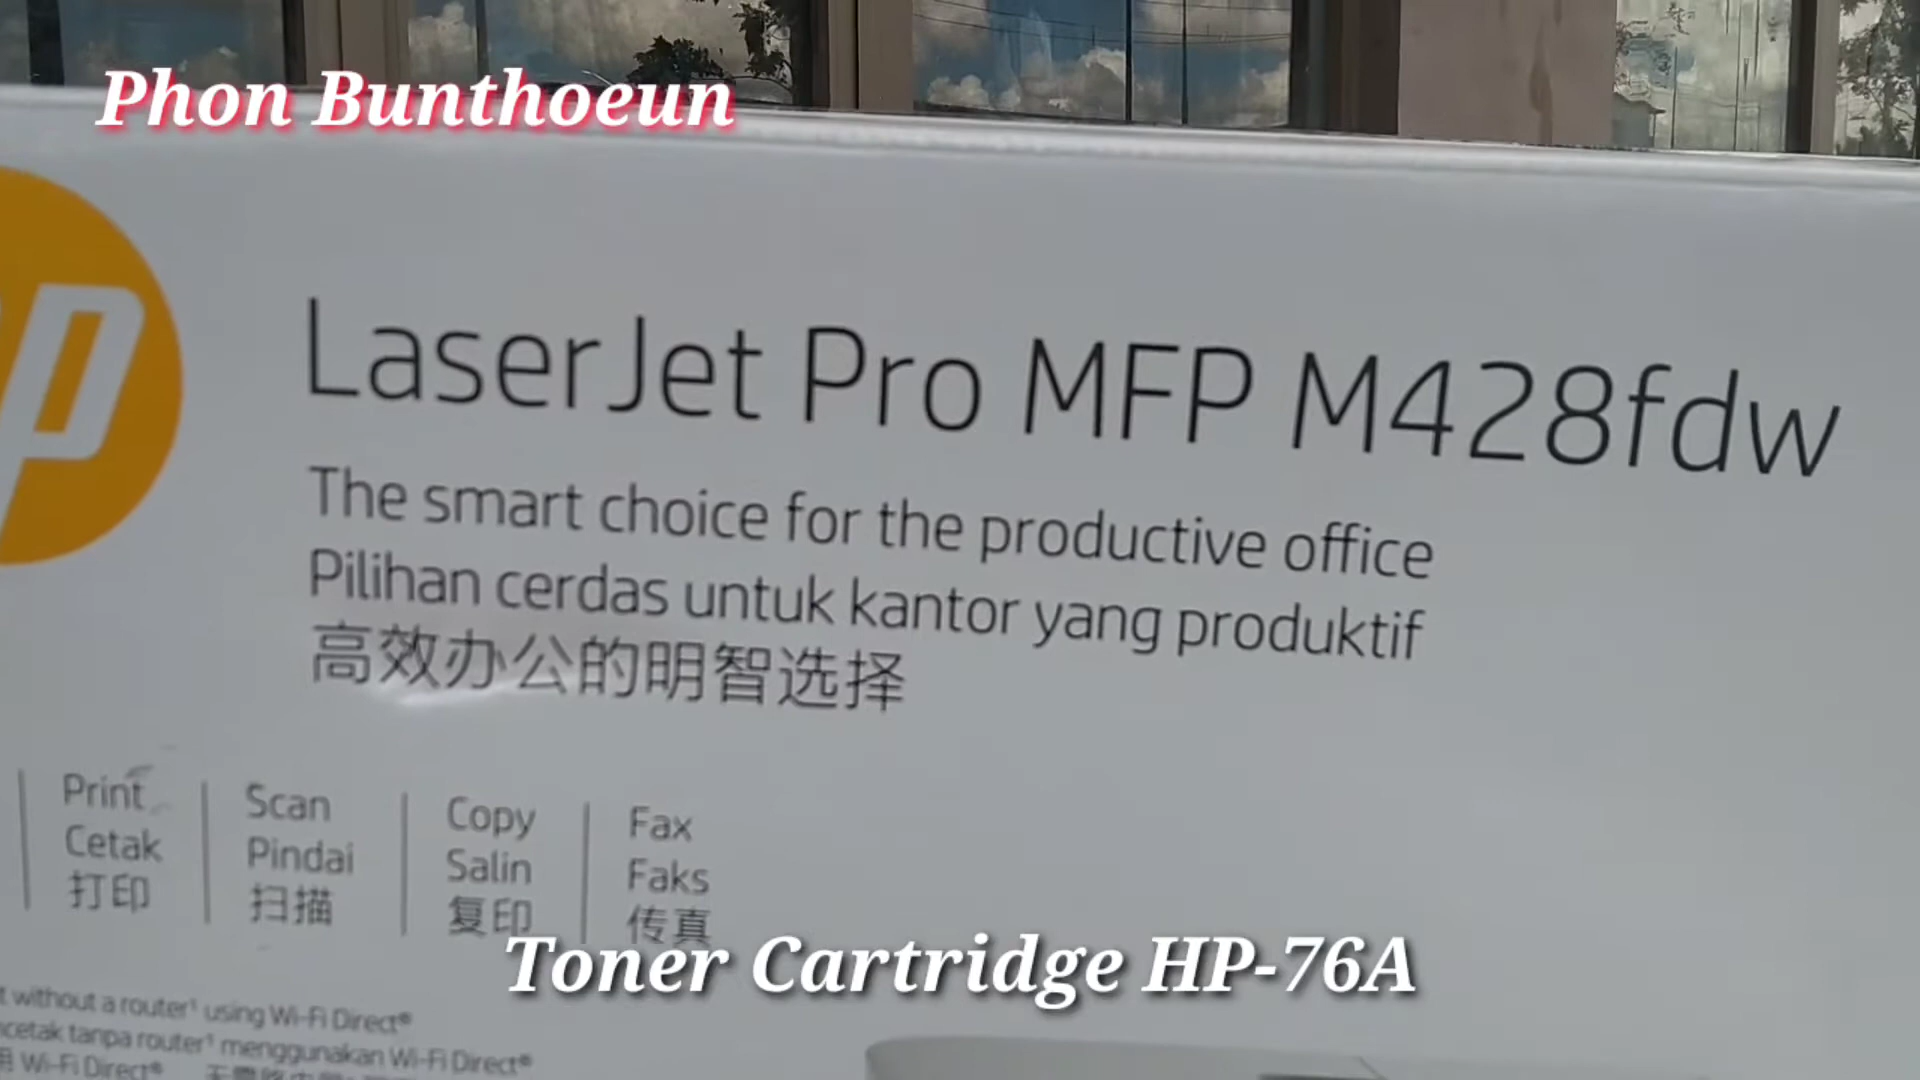 Phon Bunthoeun
hp
LaserJet Pro MFP M428fdw
The smart choice for the productive office
Pilihan cerdas untuk kantor yang produktif
高效办公的明智选择
Print
Cetak
打印
Scan
Pindai
扫描
Copy
Salin
复印
Fax
Faks
传真
Toner Cartridge HP-76A
without a router¹ using Wi-Fi Direct®
tanpa router¹ menggunakan Wi-Fi Direct®
Wi-Fi Direct®